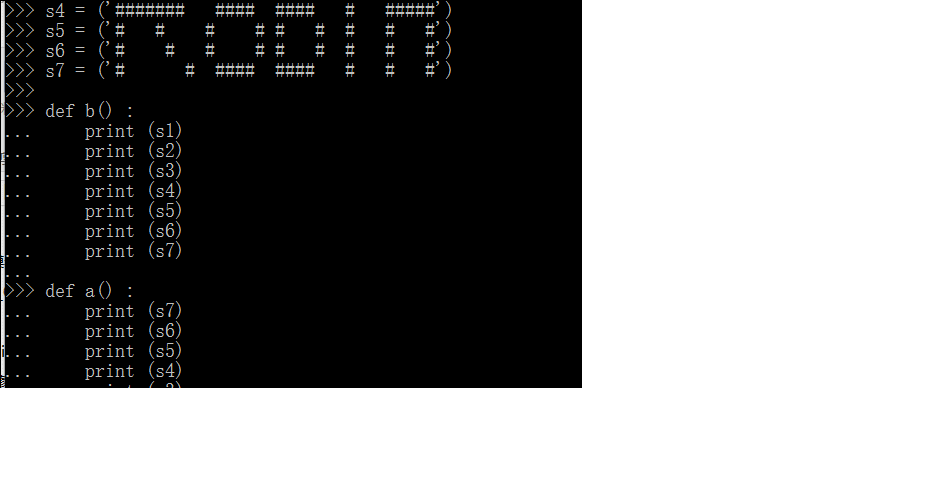 >>> s4 = ('#######   ####  ####   #   #####')
>>> s5 = ('#   #    #    # #   #  #   #   #')
>>> s6 = ('#    #   #    # #   #  #   #   #')
>>> s7 = ('#      #  ####  ####   #   #   #')
>>>
>>> def b() :
...     print (s1)
...     print (s2)
...     print (s3)
...     print (s4)
...     print (s5)
...     print (s6)
...     print (s7)
...
>>> def a() :
...     print (s7)
...     print (s6)
...     print (s5)
...     print (s4)